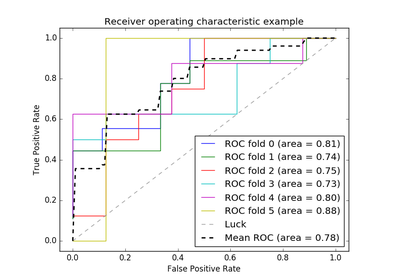 Receiver operating characteristic example
True Positive Rate
1.0
0.8
0.6
0.4
0.2
0.0
ROC fold 0 (area = 0.81)
ROC fold 1 (area = 0.74)
ROC fold 2 (area = 0.75)
ROC fold 3 (area = 0.73)
ROC fold 4 (area = 0.80)
ROC fold 5 (area = 0.88)
Luck
Mean ROC (area = 0.78)
0.0 0.2 0.4 0.6 0.8 1.0
False Positive Rate